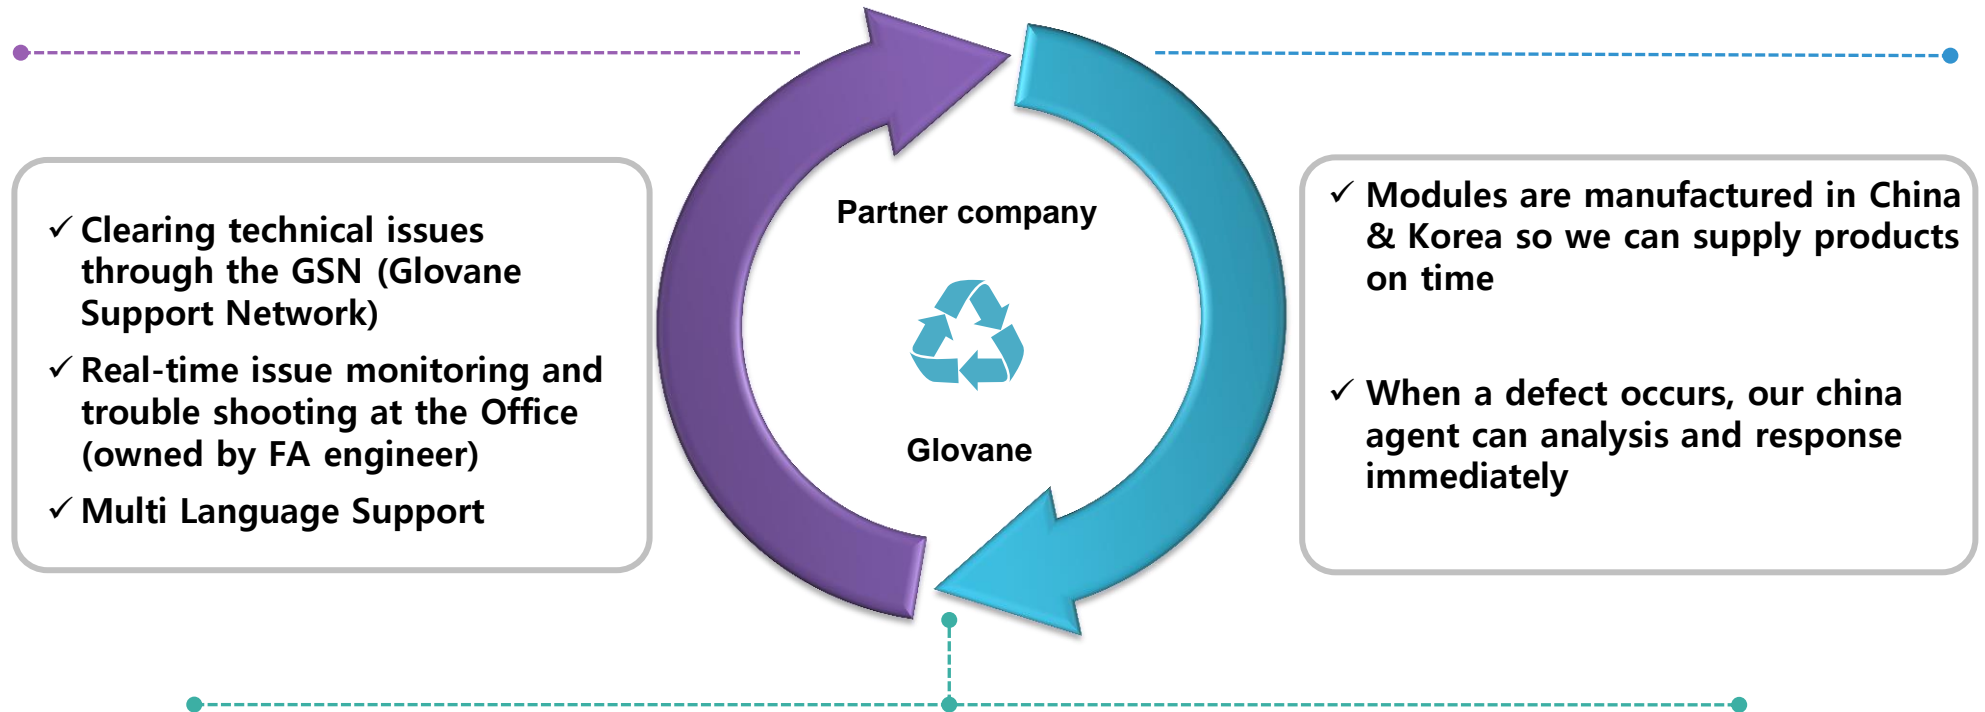 ✓ Clearing technical issues
through the GSN (Glovane
Support Network)
✓ Real-time issue monitoring and
trouble shooting at the Office
(owned by FA engineer)
✓ Multi Language Support
Partner company
Glovane
✓ Modules are manufactured in China
& Korea so we can supply products
on time
✓ When a defect occurs, our china
agent can analysis and response
immediately